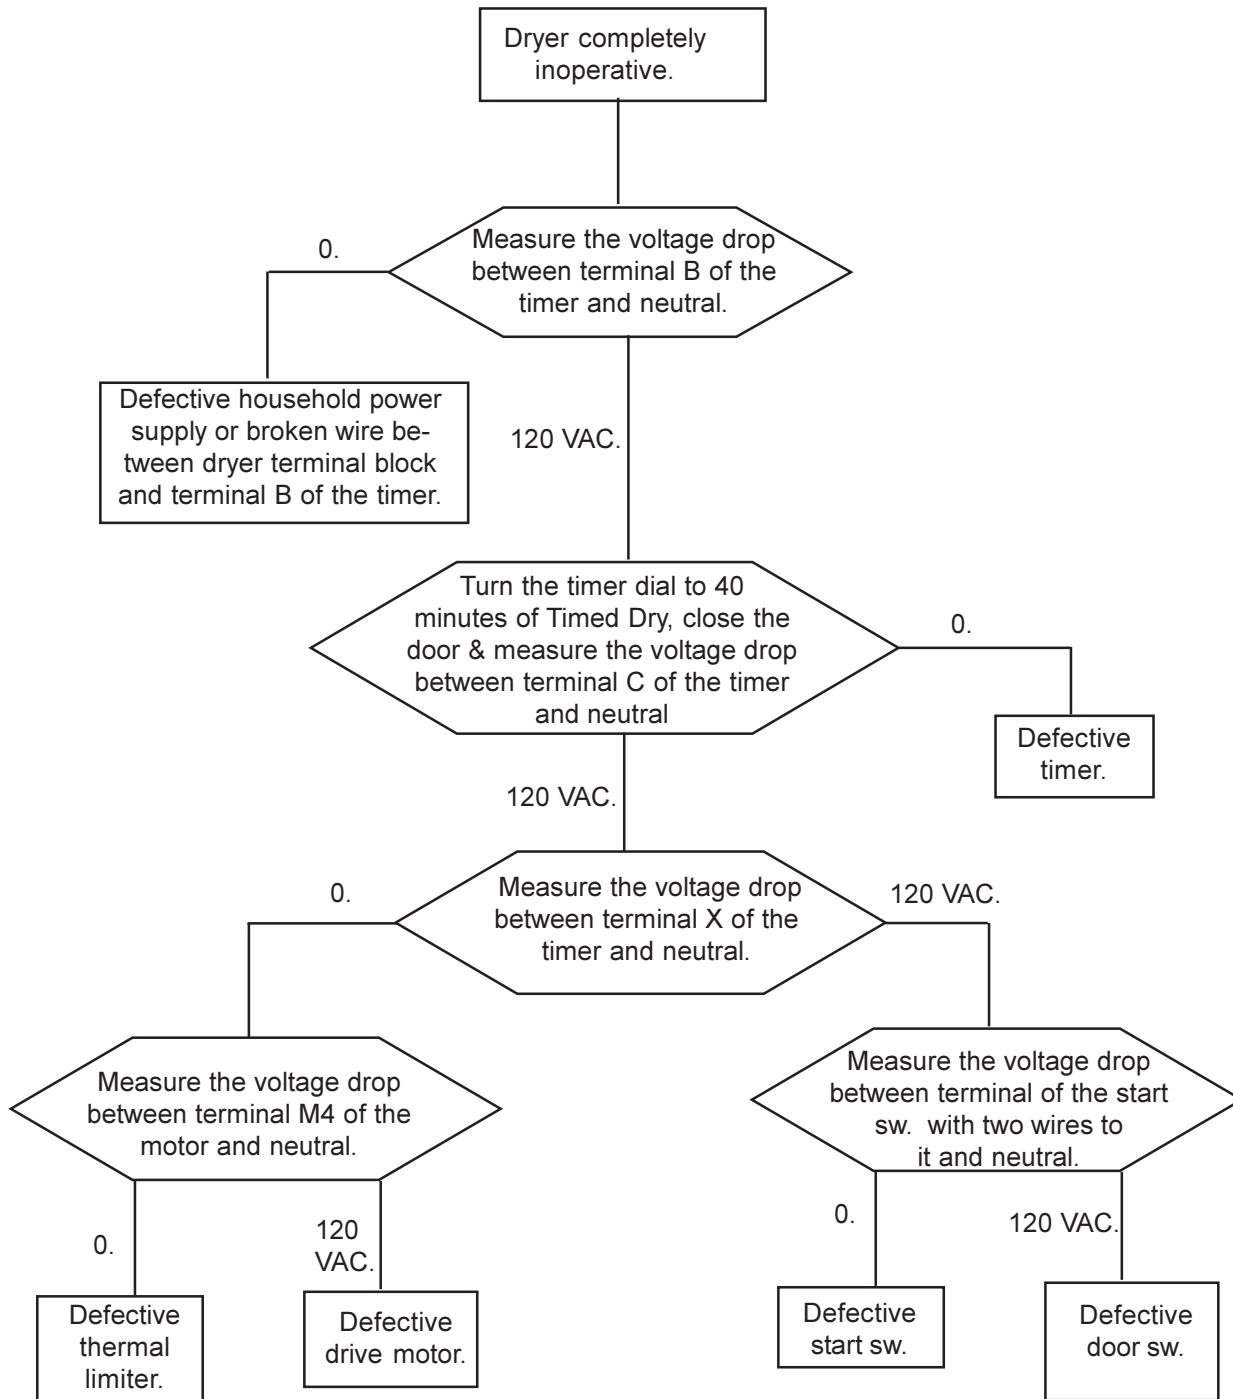 Dryer completely
inoperative.
0.
Measure the voltage drop
between terminal B of the
timer and neutral.
Defective household power
supply or broken wire be-
tween dryer terminal block
and terminal B of the timer.
120 VAC.
Turn the timer dial to 40
minutes of Timed Dry, close the
door & measure the voltage drop
between terminal C of the timer
and neutral
0.
Defective
timer.
120 VAC.
0.
Measure the voltage drop
between terminal X of the
timer and neutral.
120 VAC.
Measure the voltage drop
between terminal M4 of the
motor and neutral.
Measure the voltage drop
between terminal of the start
sw. with two wires to
it and neutral.
0.
120
VAC.
0.
120 VAC.
Defective
thermal
limiter.
Defective
drive motor.
Defective
start sw.
Defective
door sw.